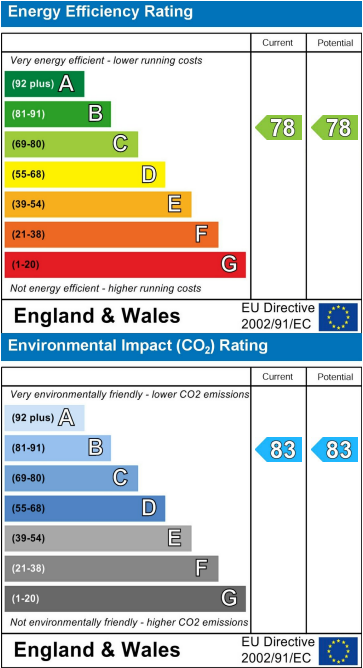 Energy Efficiency Rating
Current Potential
Very energy efficient - lower running costs
(92 plus) A
(81-91) B
78 78
(69-80) C
(55-68) D
(39-54) E
(21-38) F
(1-20) G
Not energy efficient - higher running costs
England & Wales EU Directive 2002/91/EC
Environmental Impact (CO₂) Rating
Current Potential
Very environmentally friendly - lower CO2 emissions
(92 plus) A
(81-91) B 83 83
(69-80) C
(55-68) D
(39-54) E
(21-38) F
(1-20) G
Not environmentally friendly - higher CO2 emissions
England & Wales EU Directive 2002/91/EC